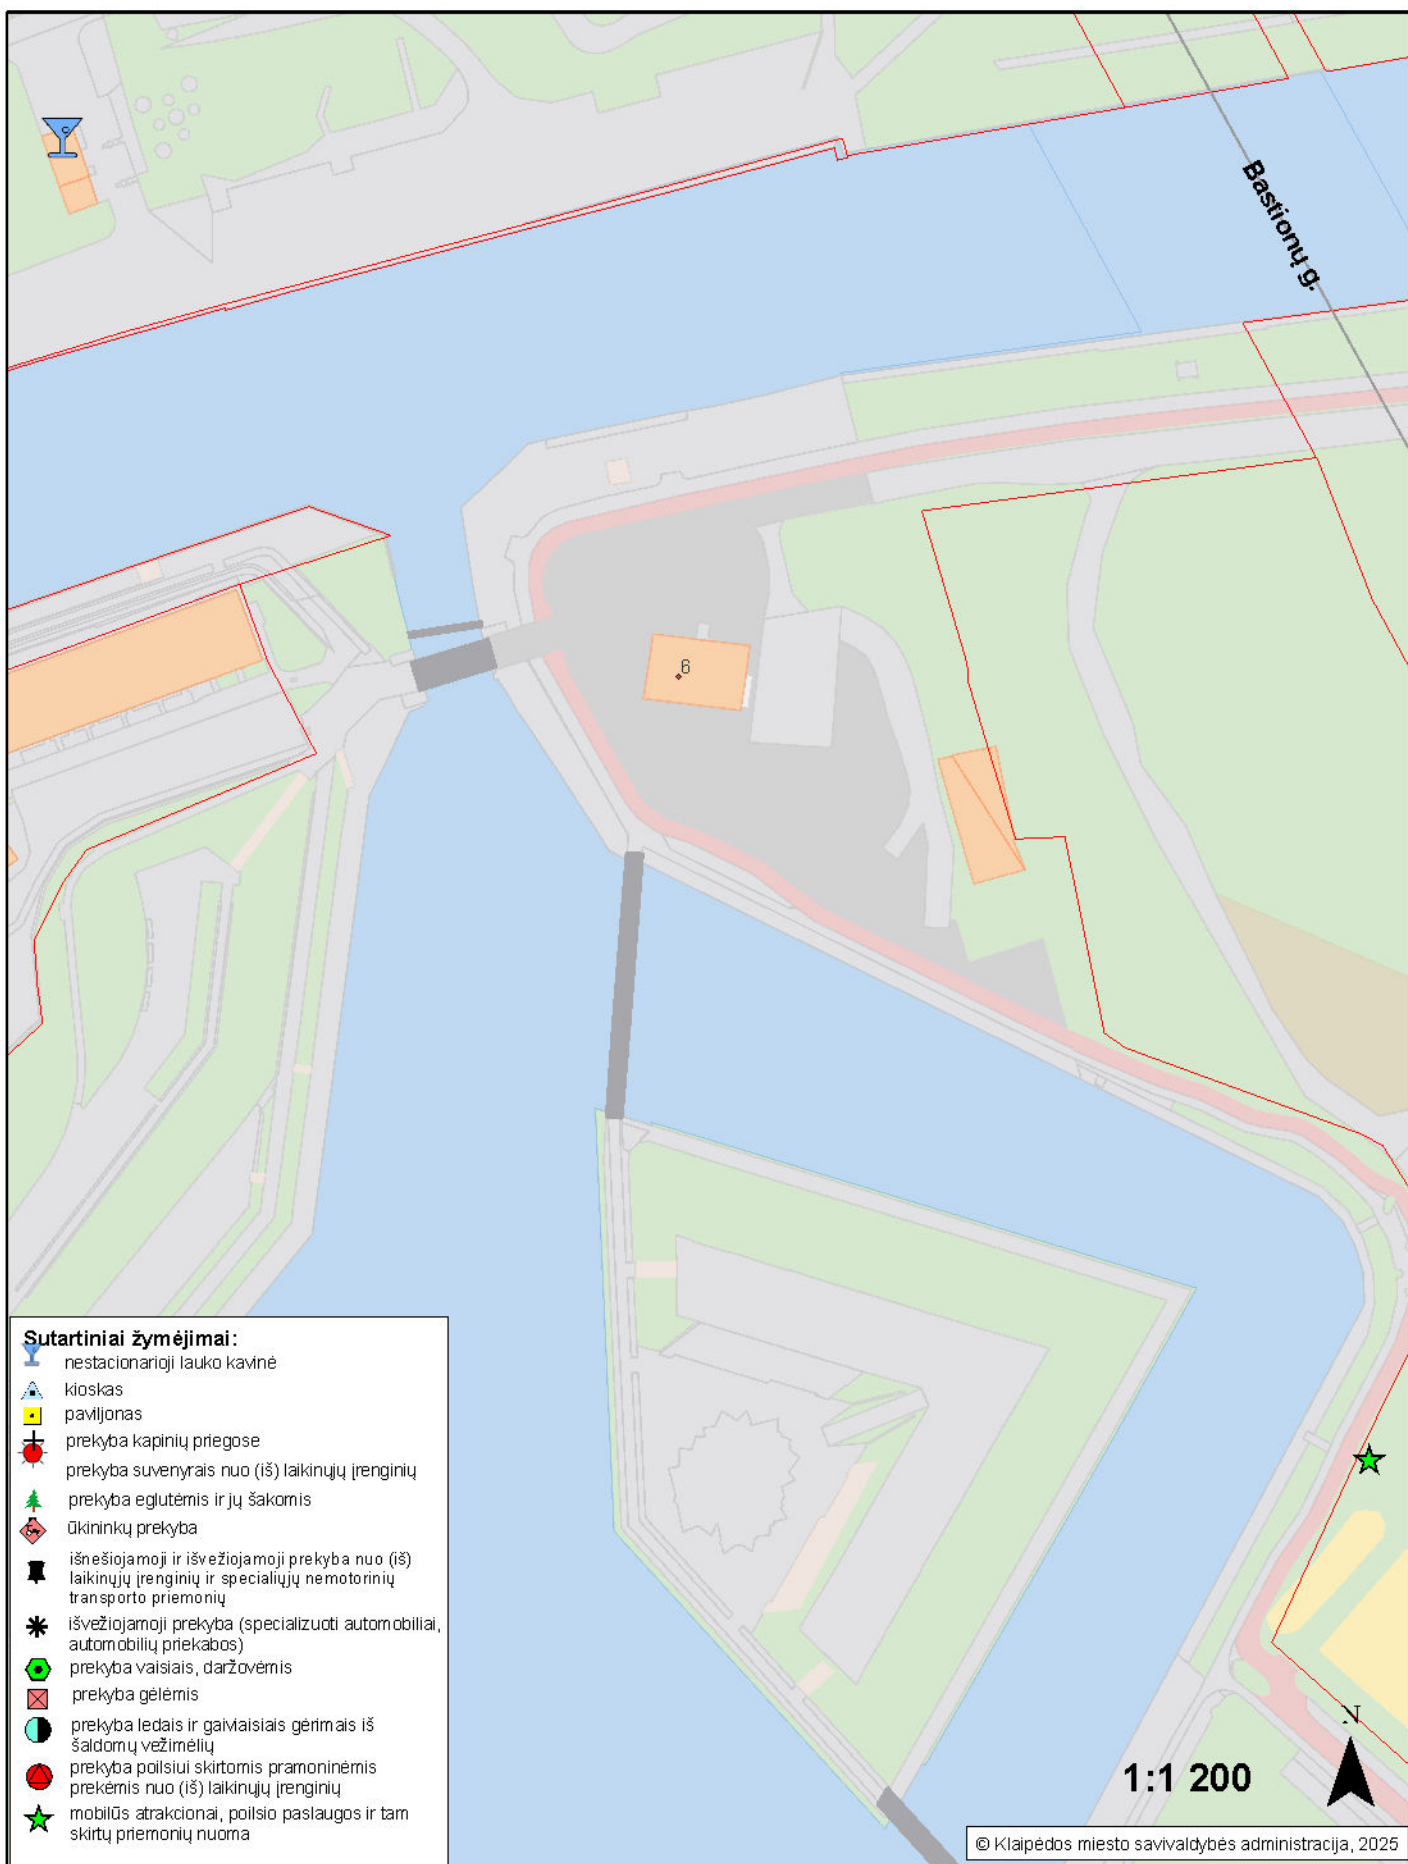 Bastionų g.
6
Sutartiniai žymėjimai:
nestacionarioji lauko kavinė
kioskas
paviljonas
prekyba kapinių priegose
prekyba suvenyrais nuo (iš) laikinųjų įrenginių
prekyba eglutėmis ir jų šakomis
ūkininkų prekyba
išnešiojamoji ir išvežiojamoji prekyba nuo (iš)
laikinųjų įrenginių ir specialiųjų nemotorinių
transporto priemonių
išvežiojamoji prekyba (specializuoti automobiliai,
automobilių priekabos)
prekyba vaisiais, daržovėmis
prekyba gėlėmis
prekyba ledais ir gaiviaisiais gėrimais iš
šaldomų vežimėlių
prekyba poilsiui skirtomis pramoninėmis
prekėmis nuo (iš) laikinųjų įrenginių
mobilūs atrakcionai, poilsio paslaugos ir tam
skirtų priemonių nuoma
N
1:1 200
© Klaipėdos miesto savivaldybės administracija, 2025